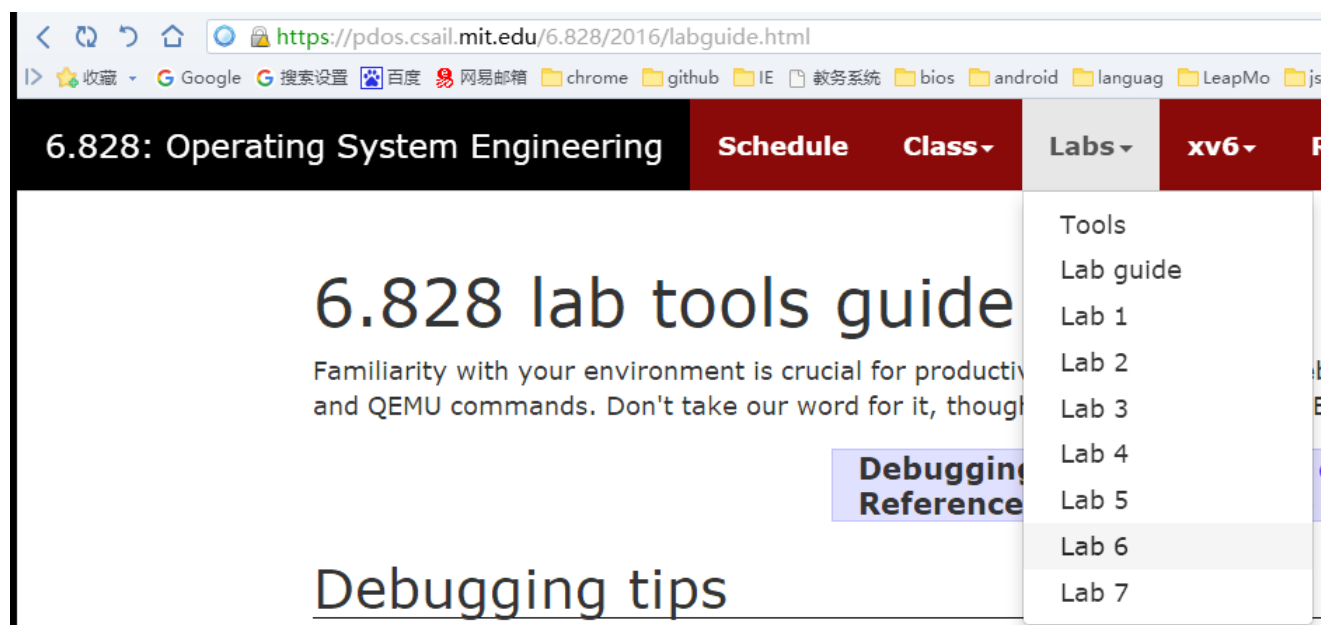 https://pdos.csail.mit.edu/6.828/2016/labguide.html
收藏 Google 搜索设置 百度 网易邮箱 chrome github IE 教务系统 bios android languag LeapMo js
6.828: Operating System Engineering Schedule Class Labs xv6
Tools
Lab guide
Lab 1
Lab 2
Lab 3
Lab 4
Lab 5
Lab 6
Lab 7
6.828 lab tools guide
Familiarity with your environment is crucial for productiv
and QEMU commands. Don't take our word for it, though
Debugging
Reference
Debugging tips